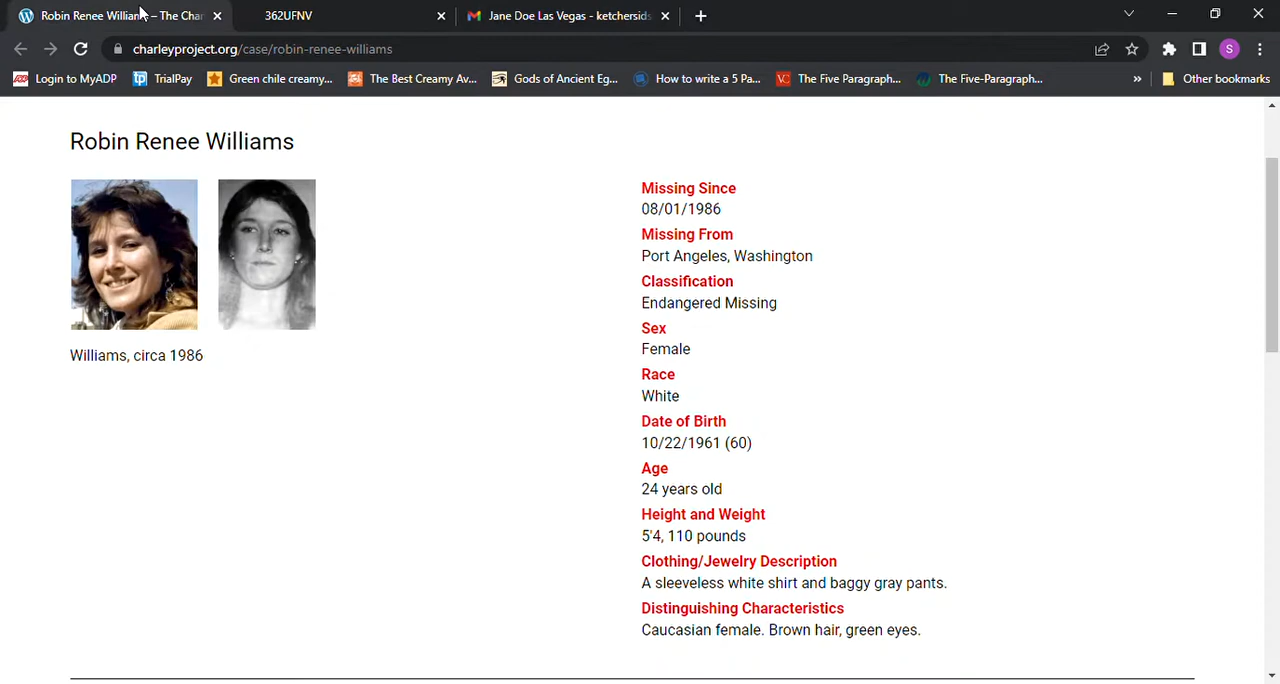 Robin Renee Williams – The Char
362UFNV
Jane Doe Las Vegas - ketchersids
charleyproject.org/case/robin-renee-williams
S
Login to MyADP
tp TrialPay
Green chile creamy...
The Best Creamy Av...
Gods of Ancient Eg...
How to write a 5 Pa...
VC The Five Paragraph...
The Five-Paragraph...
»
Other bookmarks
Robin Renee Williams
Williams, circa 1986
Missing Since
08/01/1986
Missing From
Port Angeles, Washington
Classification
Endangered Missing
Sex
Female
Race
White
Date of Birth
10/22/1961 (60)
Age
24 years old
Height and Weight
5'4, 110 pounds
Clothing/Jewelry Description
A sleeveless white shirt and baggy gray pants.
Distinguishing Characteristics
Caucasian female. Brown hair, green eyes.